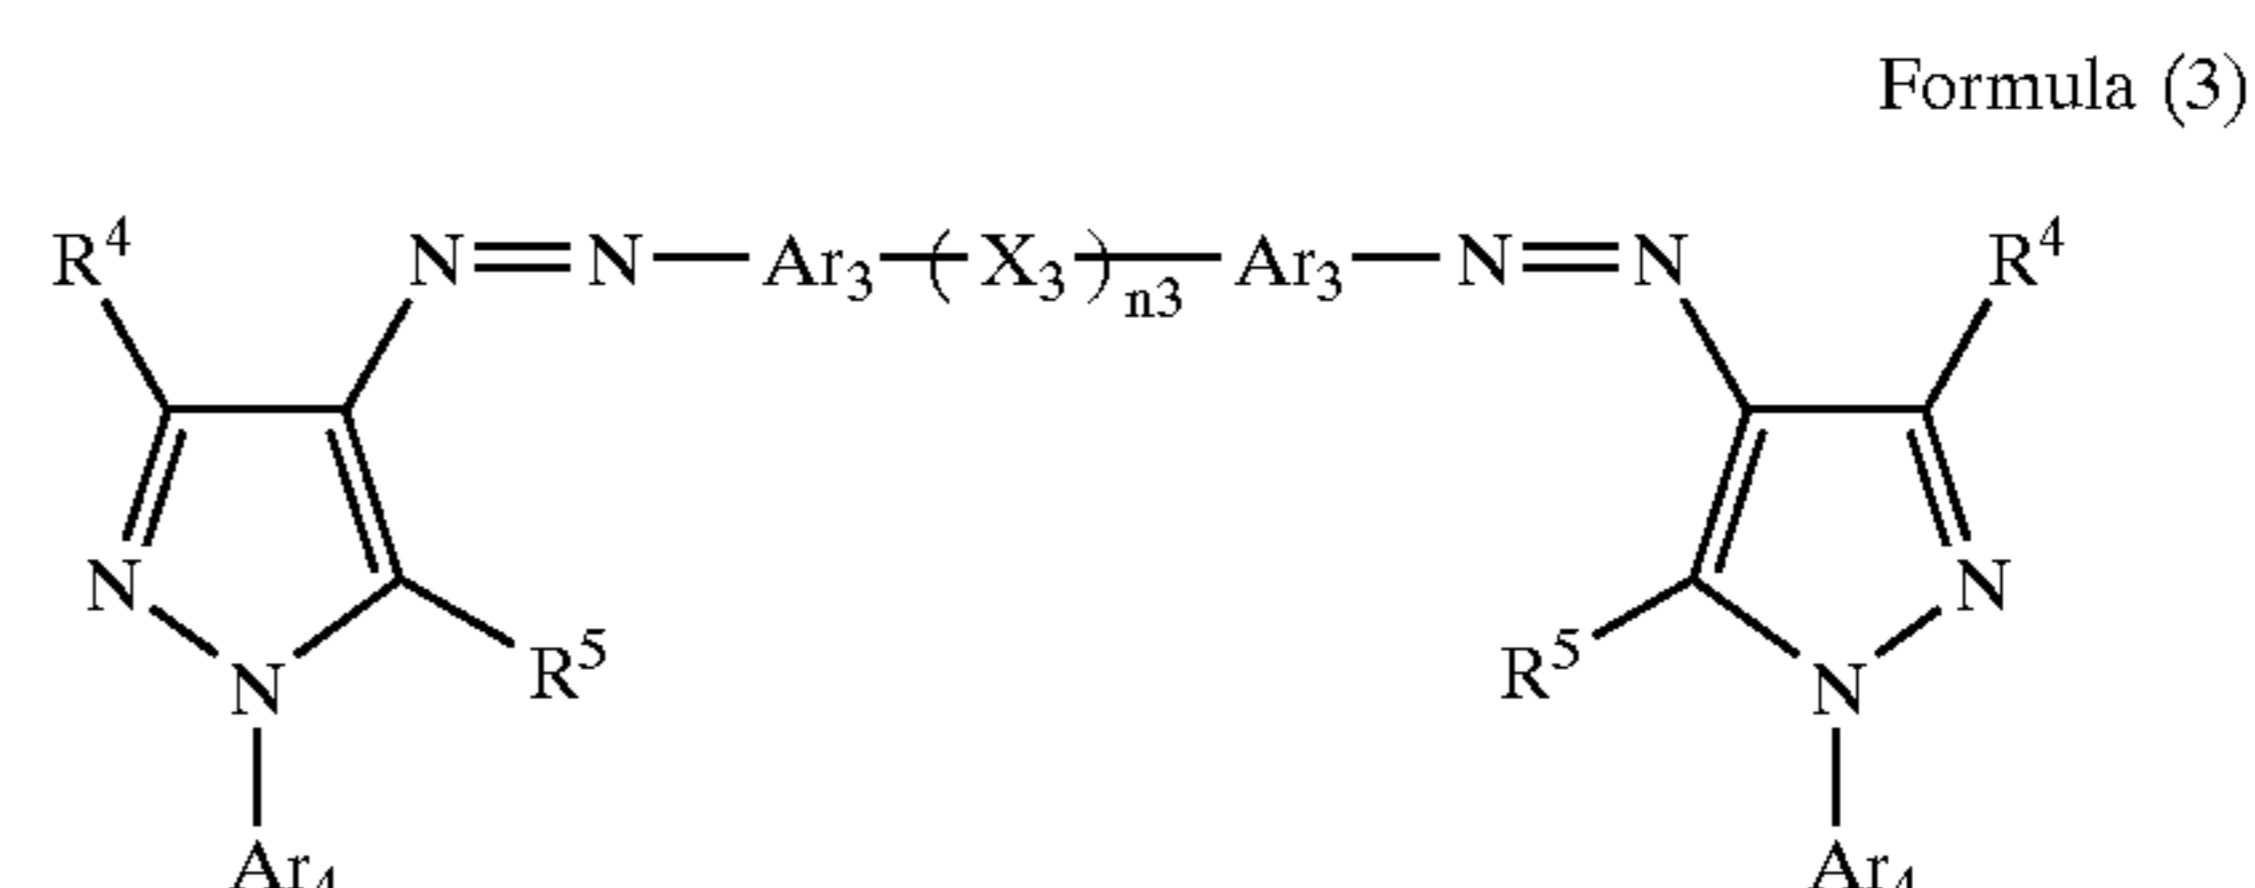 Formula (3)
R⁴ N=N—Ar₃—(X₃)ₙ₃—Ar₃—N=N R⁴
N N
R⁵ R⁵
N N
Ar₄ Ar₄